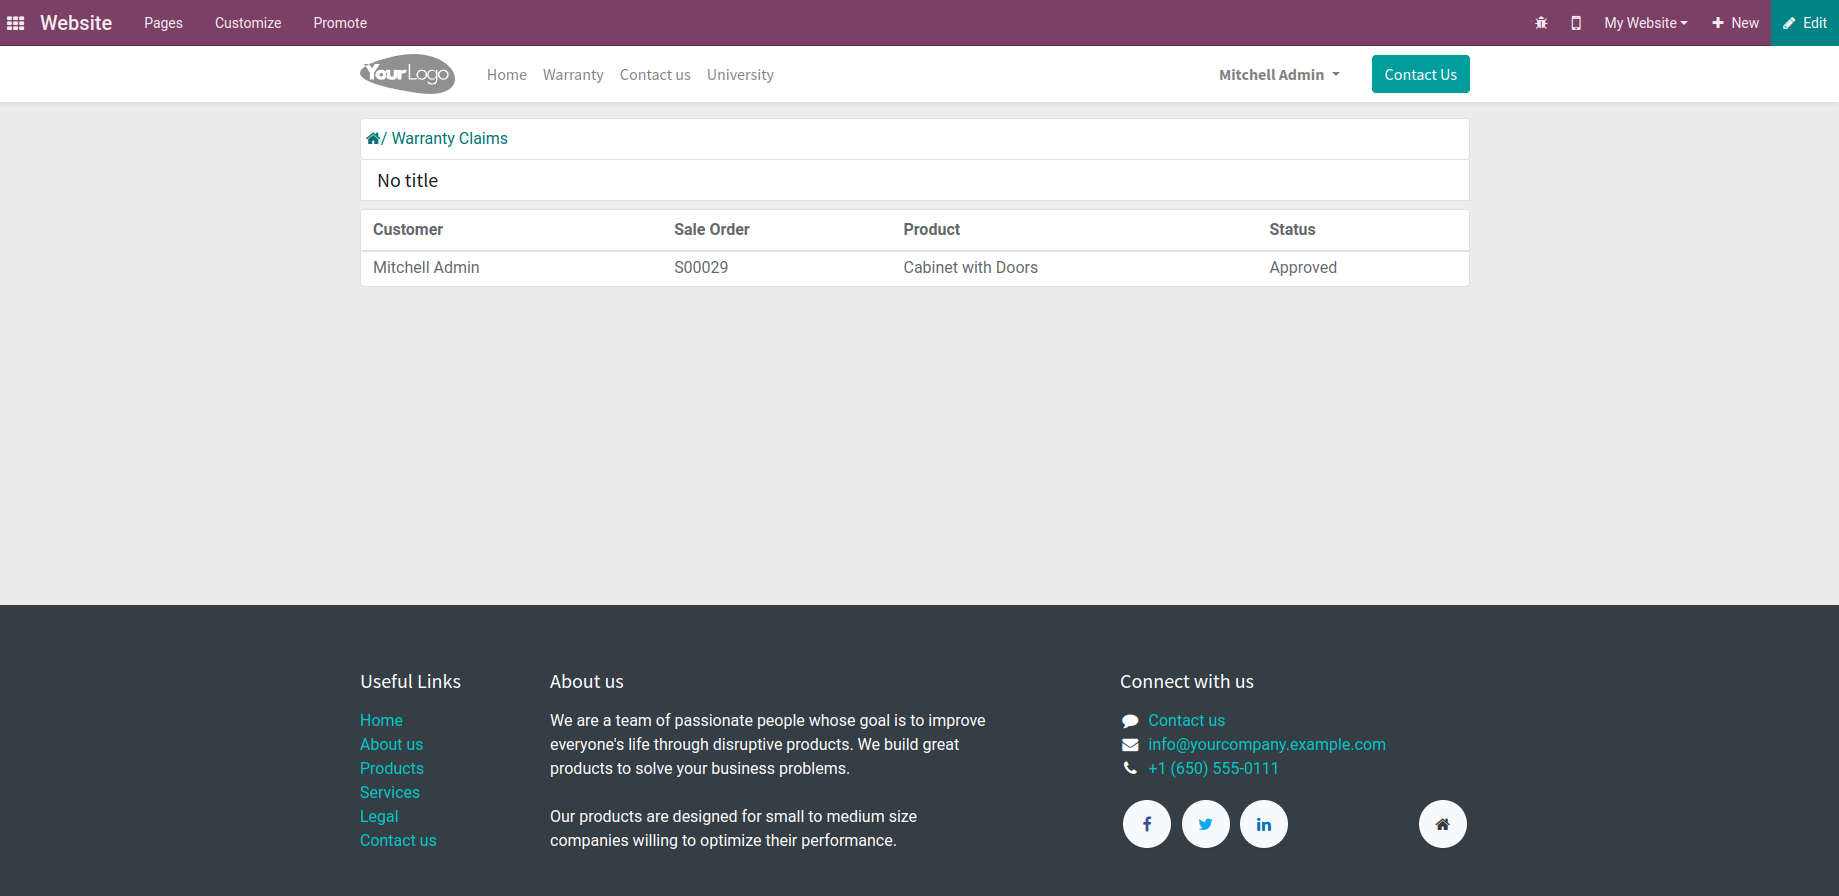 Website Pages Customize Promote My Website New Edit
YourLogo Home Warranty Contact us University Mitchell Admin Contact Us
/ Warranty Claims
No title
Customer Sale Order Product Status
Mitchell Admin S00029 Cabinet with Doors Approved
Useful Links
Home
About us
Products
Services
Legal
Contact us
About us
We are a team of passionate people whose goal is to improve
everyone's life through disruptive products. We build great
products to solve your business problems.
Our products are designed for small to medium size
companies willing to optimize their performance.
Connect with us
Contact us
info@yourcompany.example.com
+1 (650) 555-0111